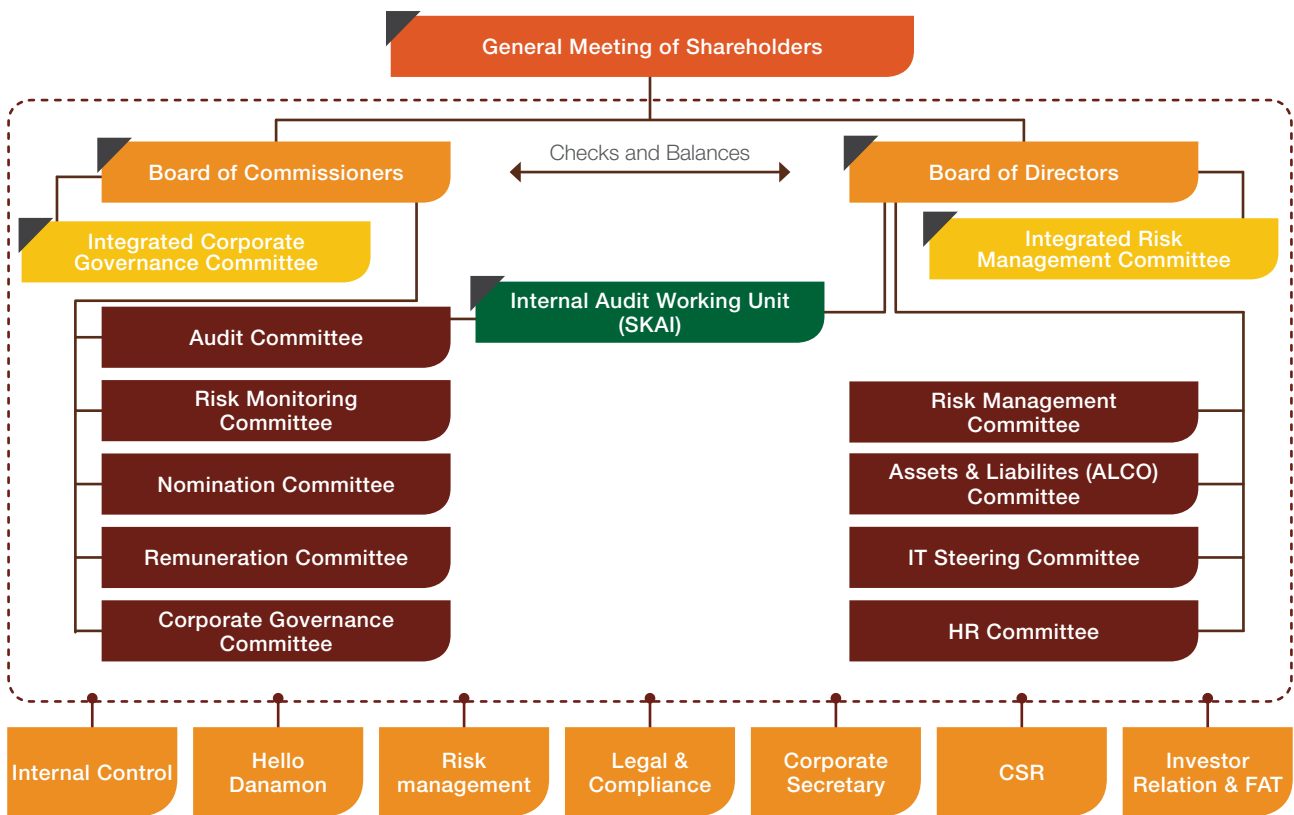 General Meeting of Shareholders
Checks and Balances
Board of Commissioners
Board of Directors
Integrated Corporate
Governance Committee
Integrated Risk
Management Committee
Internal Audit Working Unit
(SKAI)
Audit Committee
Risk Monitoring
Committee
Nomination Committee
Remuneration Committee
Corporate Governance
Committee
Risk Management
Committee
Assets & Liabilites (ALCO)
Committee
IT Steering Committee
HR Committee
Internal Control
Hello
Danamon
Risk
management
Legal &
Compliance
Corporate
Secretary
CSR
Investor
Relation & FAT